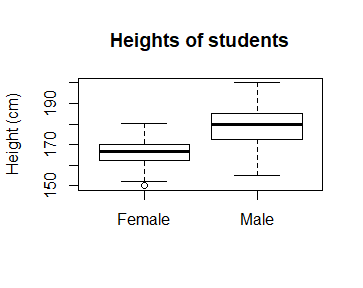 Heights of students
Height (cm)
190
170
150
Female
Male